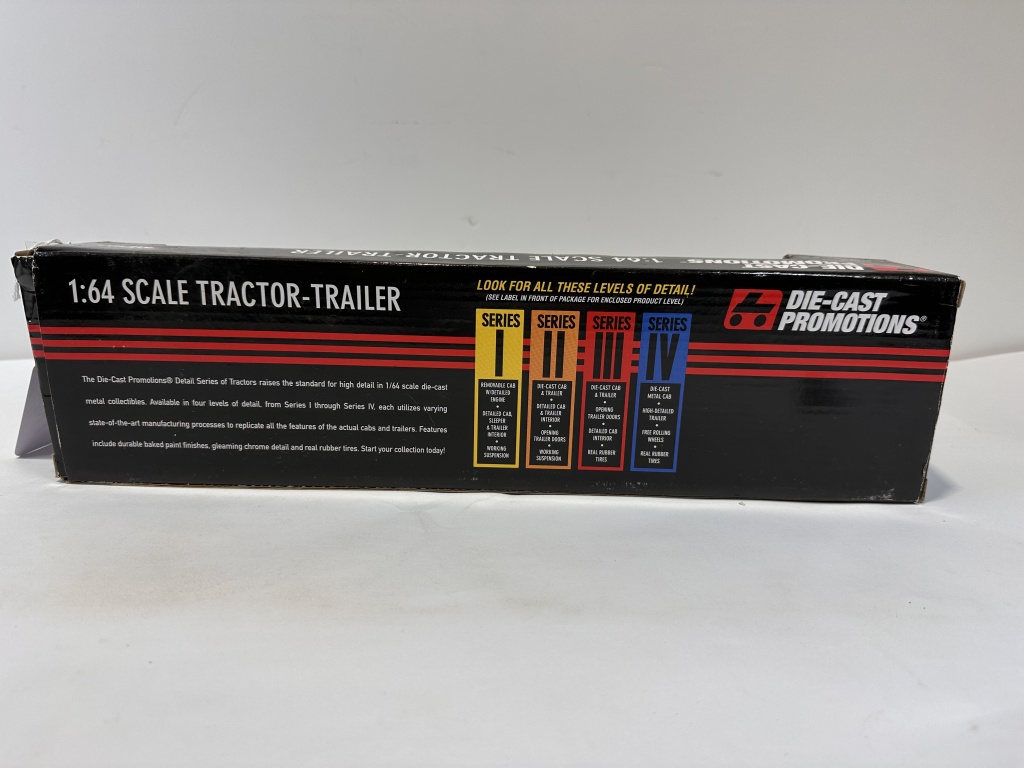 1:64 SCALE TRACTOR-TRAILER
DIE-CAST
PROMOTIONS
1:64 SCALE TRACTOR-TRAILER
The Die-Cast Promotions® Detail Series of Tractors raises the standard for high detail in 1/64 scale die-cast
metal collectibles. Available in four levels of detail, from Series I through Series IV, each utilizes varying
state-of-the-art manufacturing processes to replicate all the features of the actual cabs and trailers. Features
include durable baked paint finishes, gleaming chrome detail and real rubber tires. Start your collection today!
LOOK FOR ALL THESE LEVELS OF DETAIL!
(SEE LABEL IN FRONT OF PACKAGE FOR ENCLOSED PRODUCT LEVEL)
SERIES
I
REMOVABLE CAB
W/DETAILED
ENGINE
•
DETAILED CAB,
SLEEPER
& TRAILER
INTERIOR
•
WORKING
SUSPENSION
SERIES
II
DIE-CAST CAB
& TRAILER
•
DETAILED CAB
& TRAILER
INTERIOR
•
OPENING
TRAILER DOORS
•
WORKING
SUSPENSION
SERIES
III
DIE-CAST CAB
& TRAILER
•
OPENING
TRAILER DOORS
•
DETAILED CAB
INTERIOR
•
REAL RUBBER
TIRES
SERIES
IV
DIE-CAST
METAL CAB
•
HIGH-DETAILED
TRAILER
•
FREE ROLLING
WHEELS
•
REAL RUBBER
TIRES
DIE-CAST
PROMOTIONS®